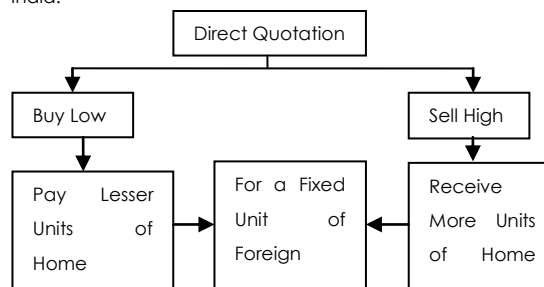 India.
Direct Quotation
Buy Low
Sell High
Pay Lesser
Units of
Home
For a Fixed
Unit of
Foreign
Receive
More Units
of Home